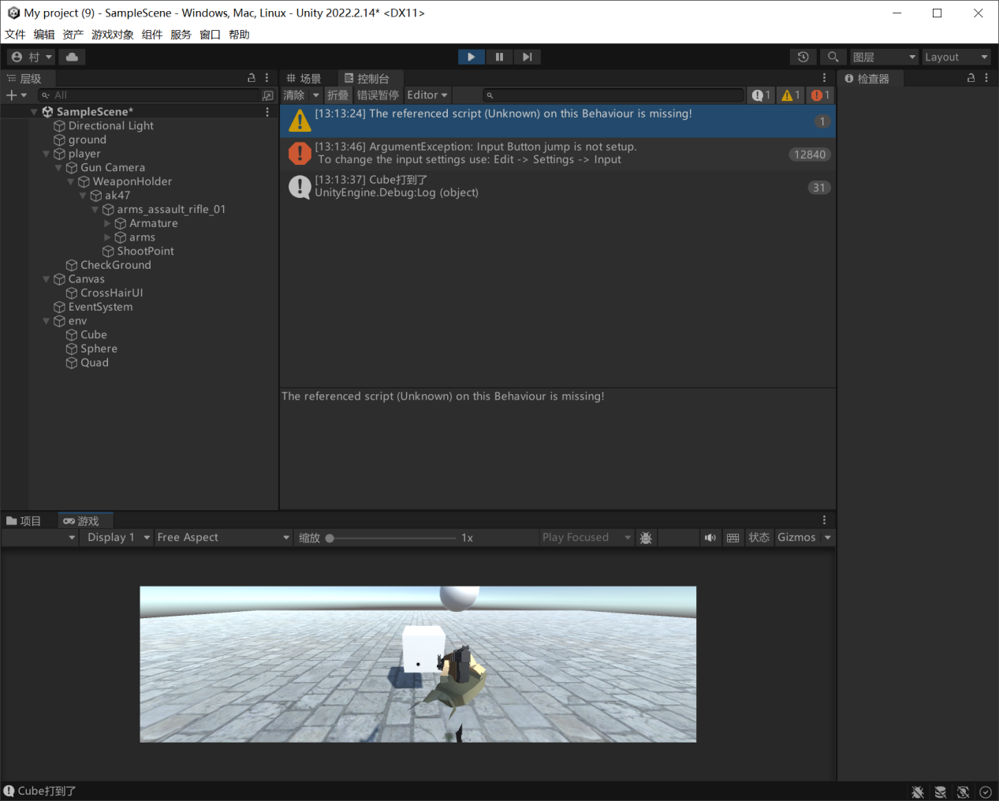 My project (9) - SampleScene - Windows, Mac, Linux - Unity 2022.2.14* <DX11>
文件 编辑 资产 游戏对象 组件 服务 窗口 帮助
村 图层 Layout
层级 场景 控制台 检查器
All 清除 折叠 错误暂停 Editor 1 1 1
SampleScene*
Directional Light
ground
player
Gun Camera
WeaponHolder
ak47
arms_assault_rifle_01
Armature
arms
ShootPoint
CheckGround
Canvas
CrossHairUI
EventSystem
env
Cube
Sphere
Quad
[13:13:24] The referenced script (Unknown) on this Behaviour is missing!
1
[13:13:46] ArgumentException: Input Button jump is not setup.
To change the input settings use: Edit -> Settings -> Input
12840
[13:13:37] Cube打到了
UnityEngine.Debug:Log (object)
31
The referenced script (Unknown) on this Behaviour is missing!
项目 游戏
Display 1 Free Aspect 缩放 1x Play Focused 状态 Gizmos
Cube打到了